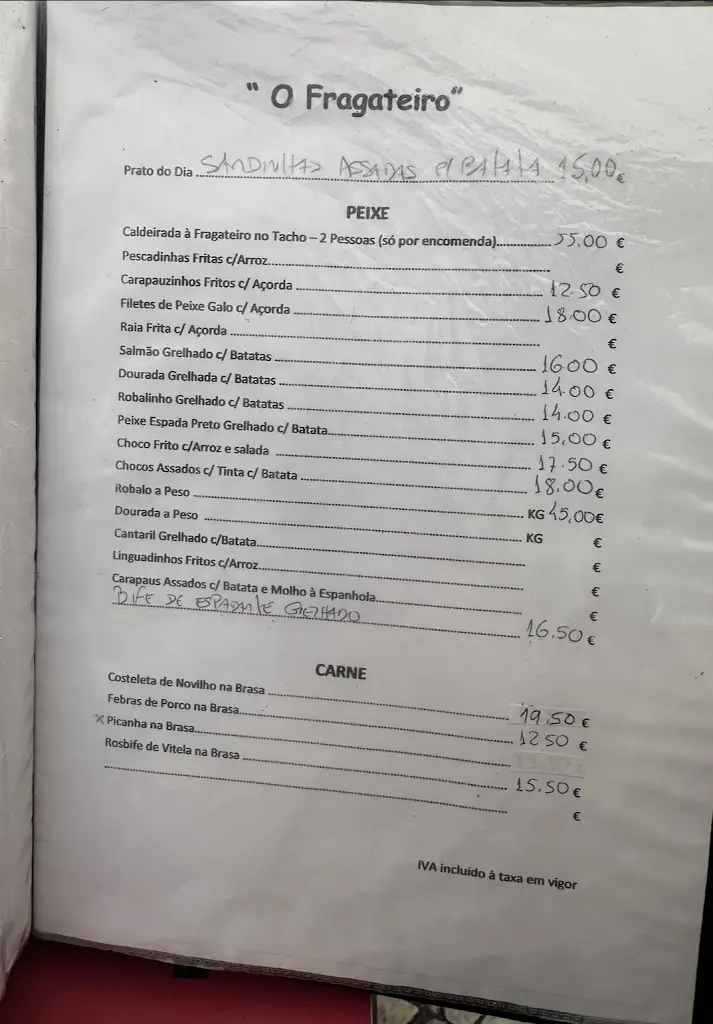 " O Fragateiro"
Prato do Dia SARDINHAS ASSADAS c/ BATATA 15,00€
PEIXE
Caldeirada à Fragateiro no Tacho – 2 Pessoas (só por encomenda) 55.00 €
Pescadinhas Fritas c/Arroz €
Carapauzinhos Fritos c/ Açorda 12.50 €
Filetes de Peixe Galo c/ Açorda 18.00 €
Raia Frita c/ Açorda €
Salmão Grelhado c/ Batatas 16.00 €
Dourada Grelhada c/ Batatas 14.00 €
Robalinho Grelhado c/ Batatas 14.00 €
Peixe Espada Preto Grelhado c/ Batata 15,00 €
Choco Frito c/Arroz e salada 17.50 €
Chocos Assados c/ Tinta c/ Batata 18.00€
Robalo a Peso KG 45,00€
Dourada a Peso KG €
Cantaril Grelhado c/Batata €
Linguadinhos Fritos c/Arroz €
Carapaus Assados c/ Batata e Molho à Espanhola €
BIFE DE ESPADARTE GRELHADO 16.50 €
CARNE
Costeleta de Novilho na Brasa 19,50 €
Febras de Porco na Brasa 12.50 €
x Picanha na Brasa
Rosbife de Vitela na Brasa 15.50 €
€
IVA incluído à taxa em vigor